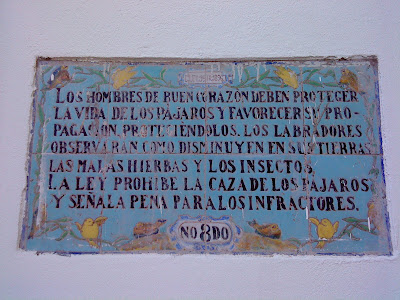 LOS HOMBRES DE BUEN CORAZON DEBEN PROTEGER
LA VIDA DE LOS PAJAROS Y FAVORECER SU PRO-
PAGACION, PROTEGIENDOLOS. LOS LABRADORES
OBSERVARAN COMO DISMINUYEN EN SUS TIERRAS
LAS MALAS HIERBAS Y LOS INSECTOS.
LA LEY PROHIBE LA CAZA DE LOS PAJAROS
Y SEÑALA PENA PARA LOS INFRACTORES.
NO8DO